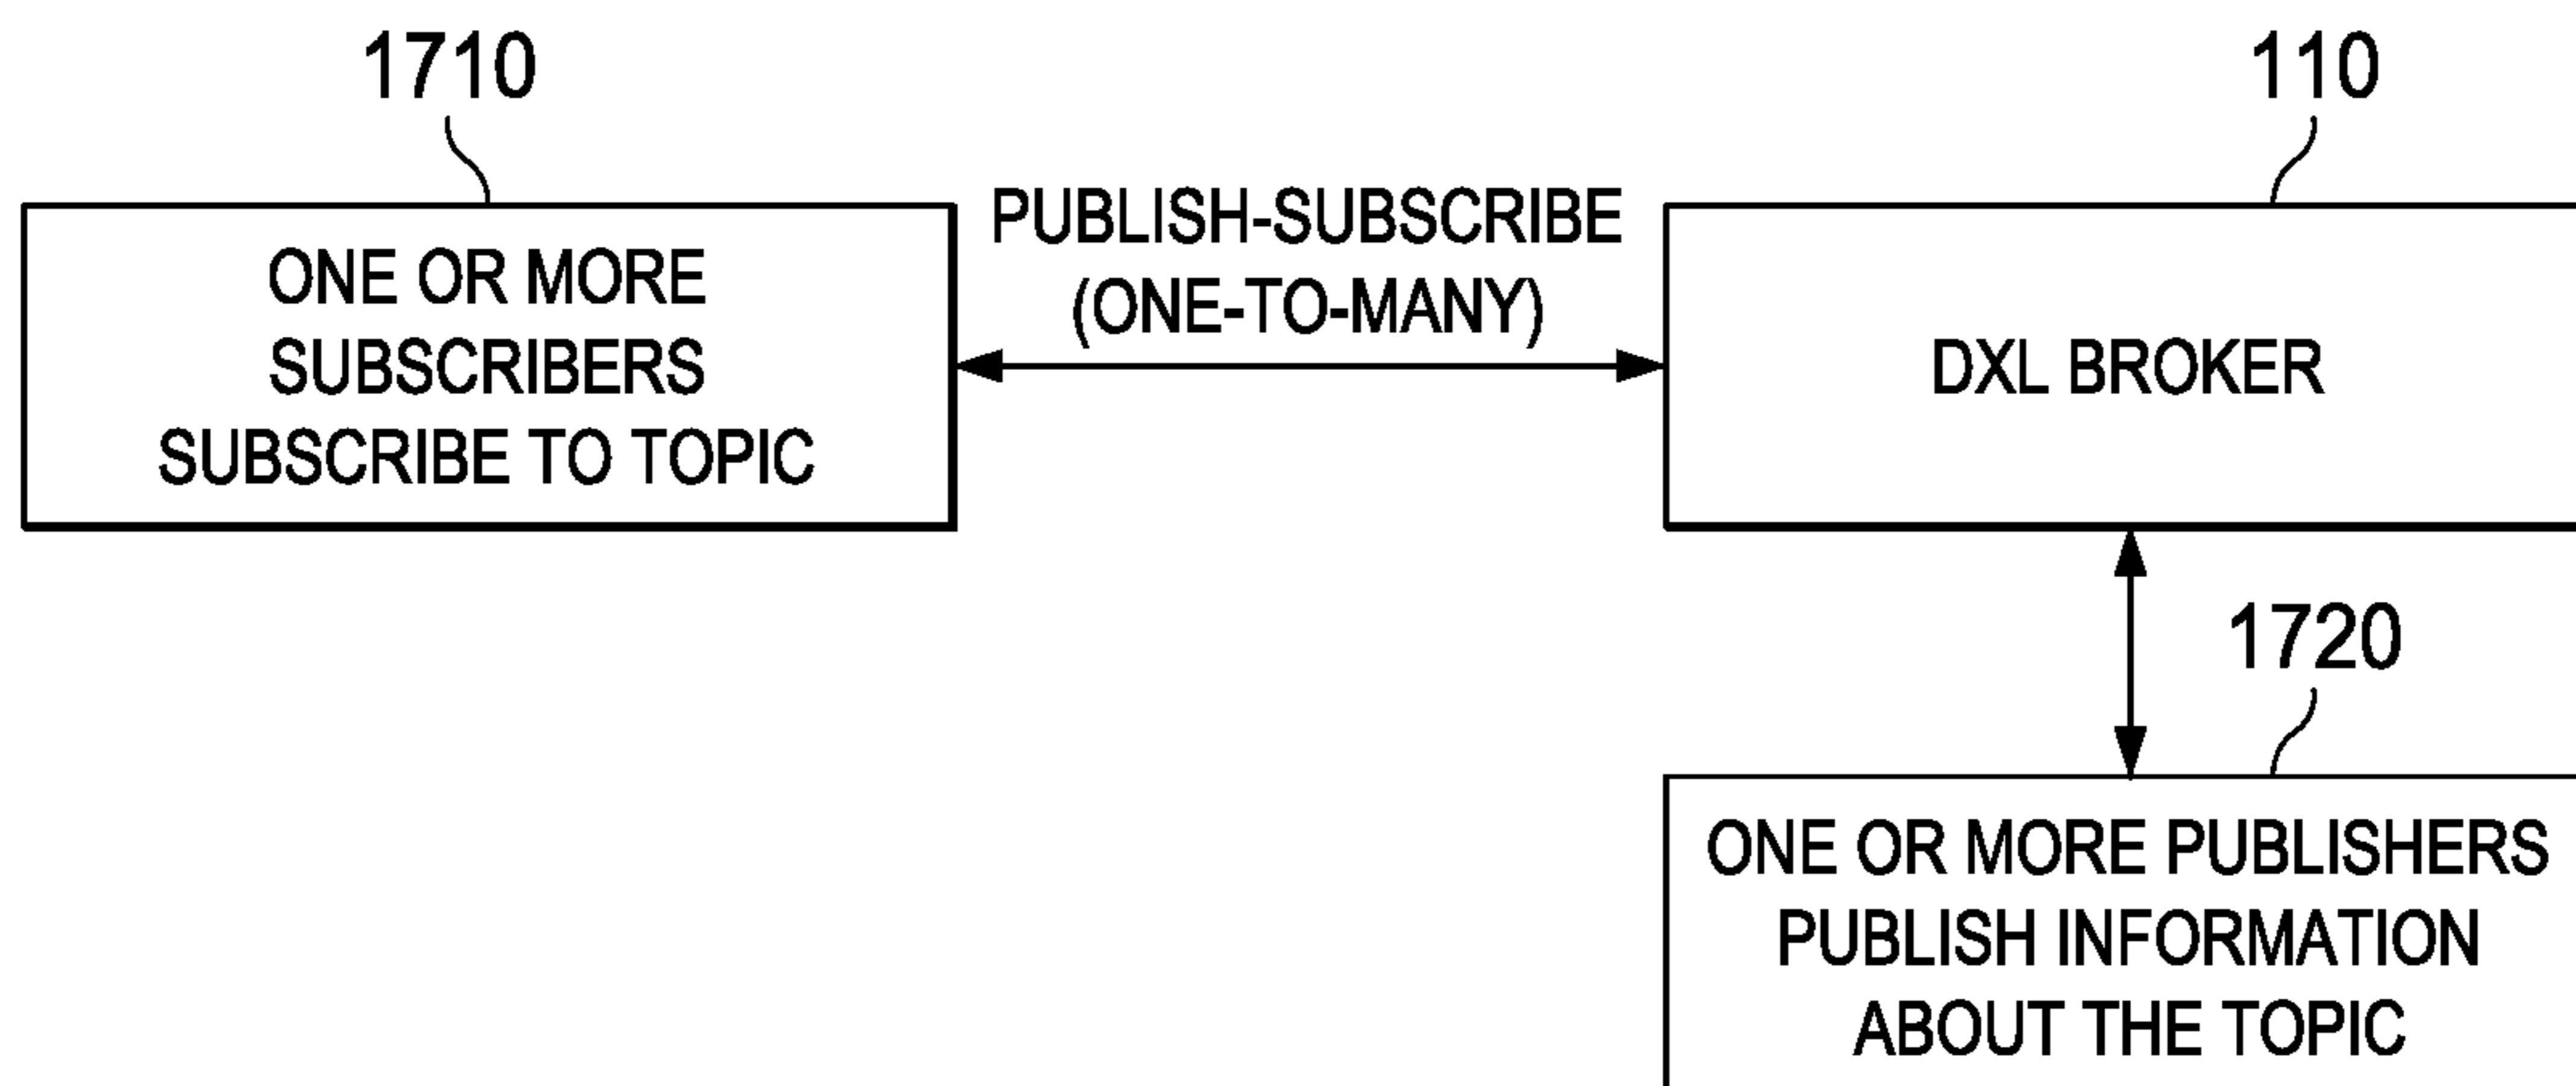 1710
110
ONE OR MORE
SUBSCRIBERS
SUBSCRIBE TO TOPIC
PUBLISH-SUBSCRIBE
(ONE-TO-MANY)
DXL BROKER
1720
ONE OR MORE PUBLISHERS
PUBLISH INFORMATION
ABOUT THE TOPIC